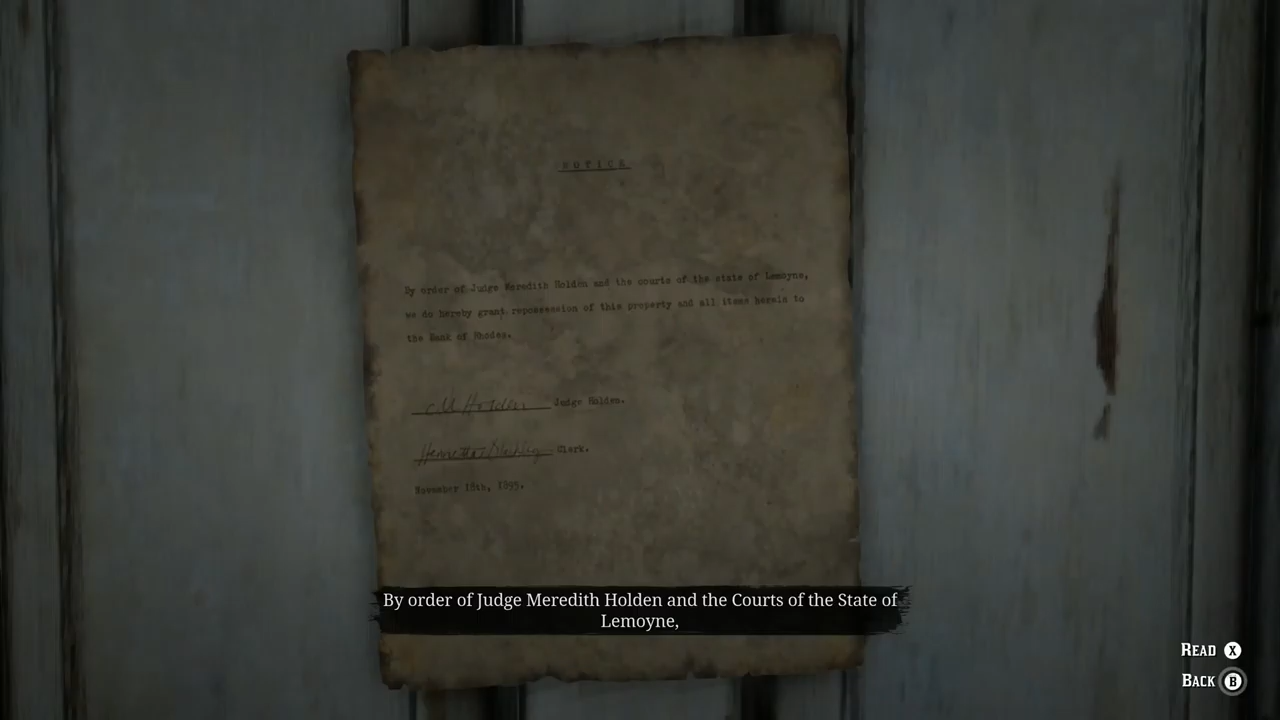 NOTICE
By order of Judge Meredith Holden and the courts of the state of Lemoyne,
we do hereby grant repossession of this property and all items herein to
the Bank of Rhodes.
M Holden Judge Holden.
Henrietta Clerk.
November 18th, 1895.
By order of Judge Meredith Holden and the Courts of the State of
Lemoyne,
READ X
BACK B